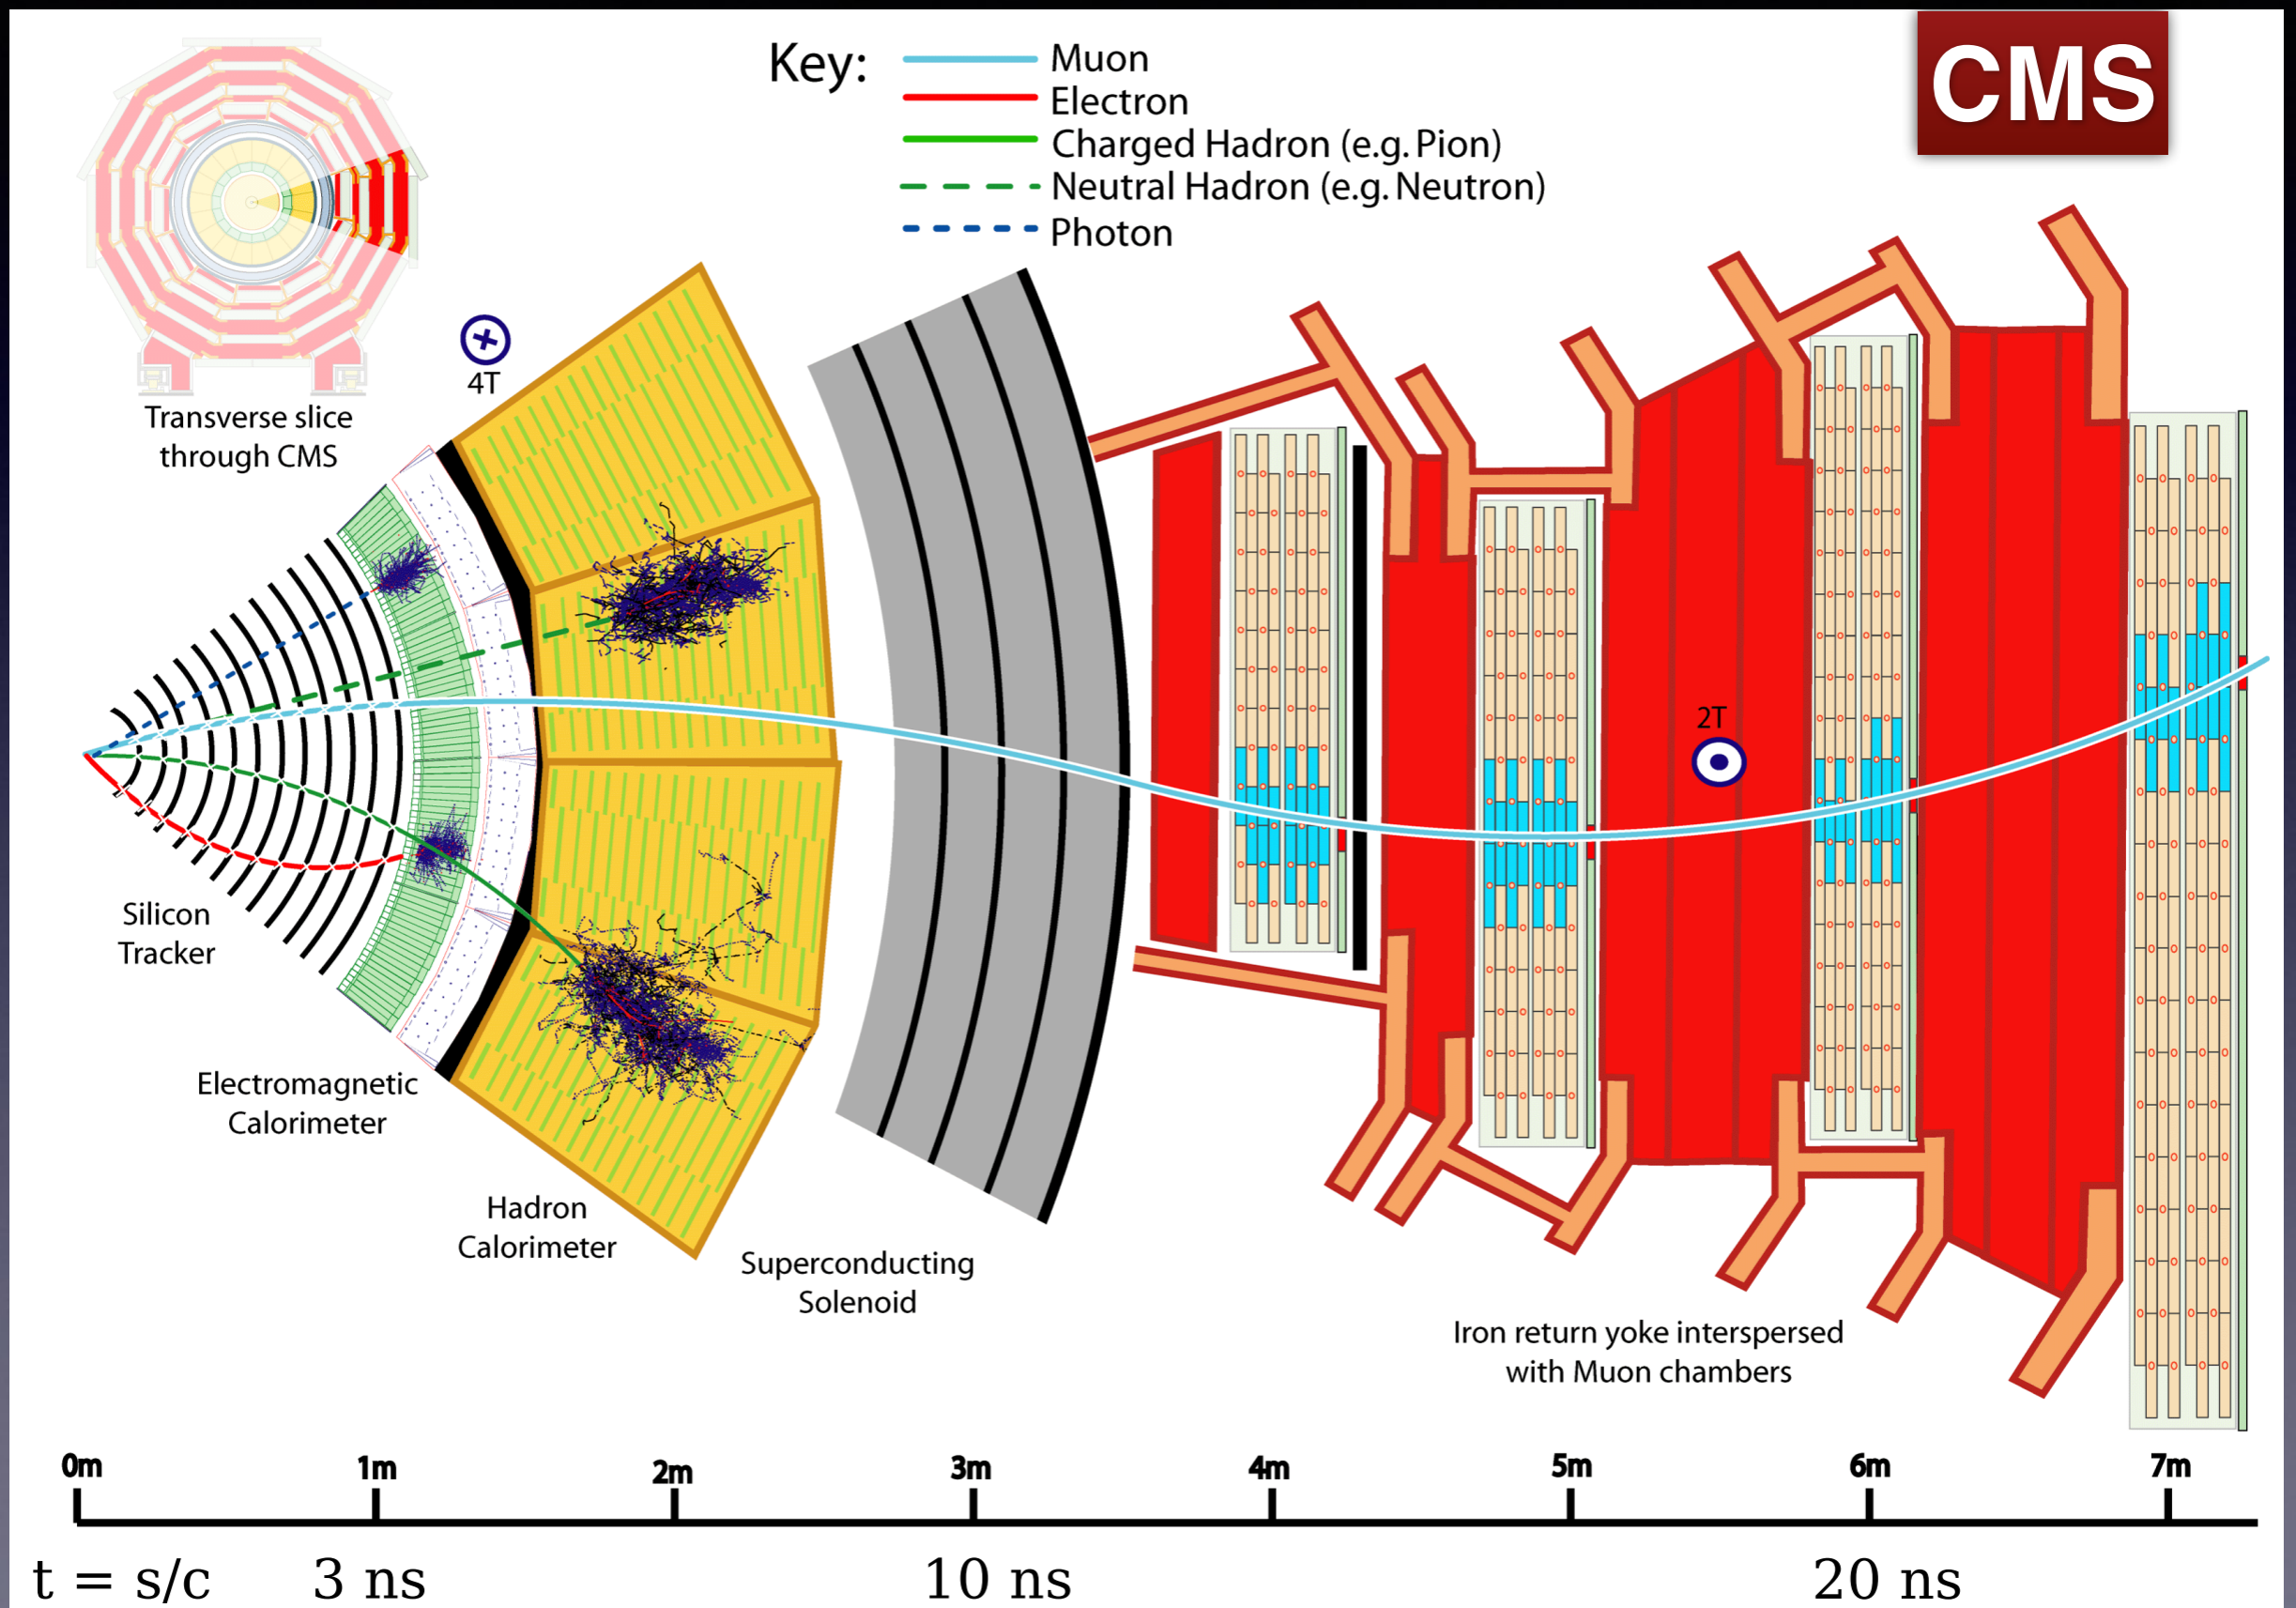 CMS
Key:
Muon
Electron
Charged Hadron (e.g. Pion)
Neutral Hadron (e.g. Neutron)
Photon
Transverse slice
through CMS
4T
2T
Silicon
Tracker
Electromagnetic
Calorimeter
Hadron
Calorimeter
Superconducting
Solenoid
Iron return yoke interspersed
with Muon chambers
0m 1m 2m 3m 4m 5m 6m 7m
t = s/c 3 ns 10 ns 20 ns